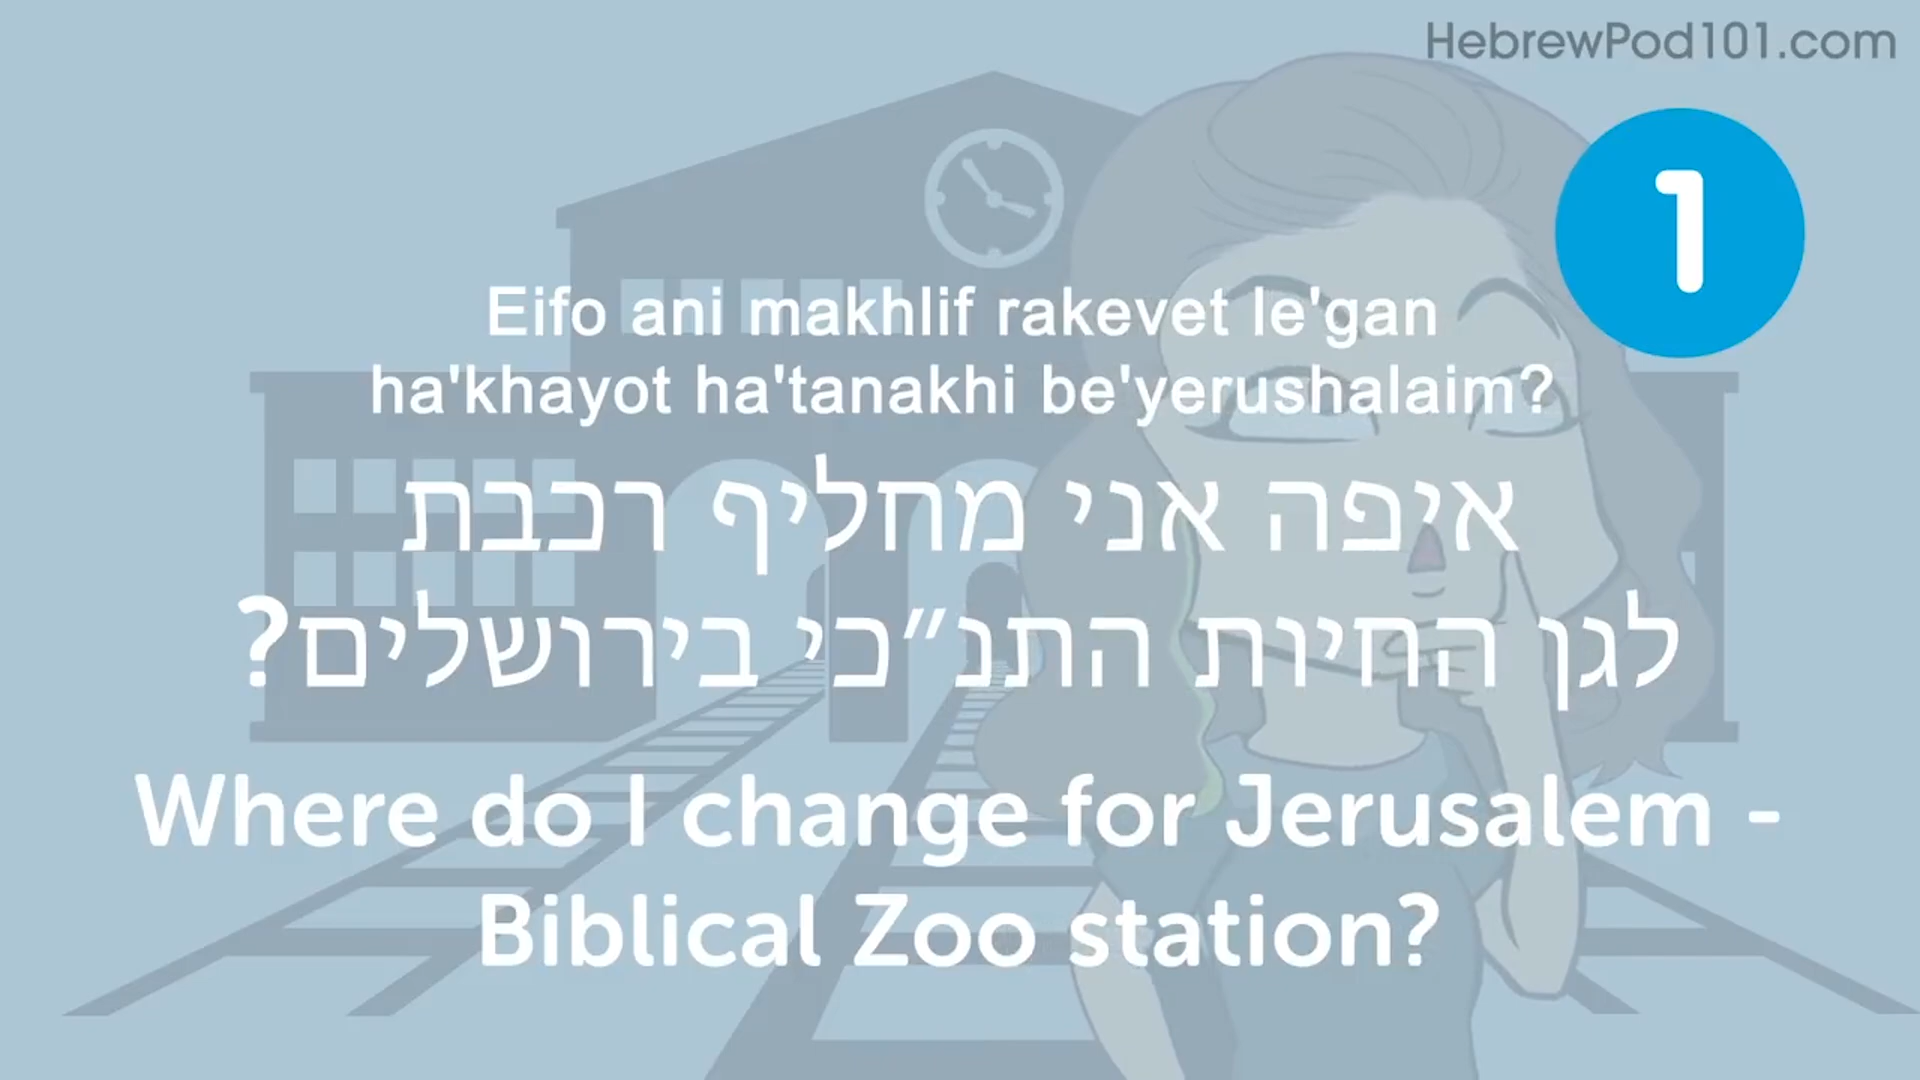 HebrewPod101.com
1
Eifo ani makhlif rakevet le'gan
ha'khayot ha'tanakhi be'yerushalaim?
איפה אני מחליף רכבת
לגן החיות התנ״כי בירושלים?
Where do I change for Jerusalem -
Biblical Zoo station?